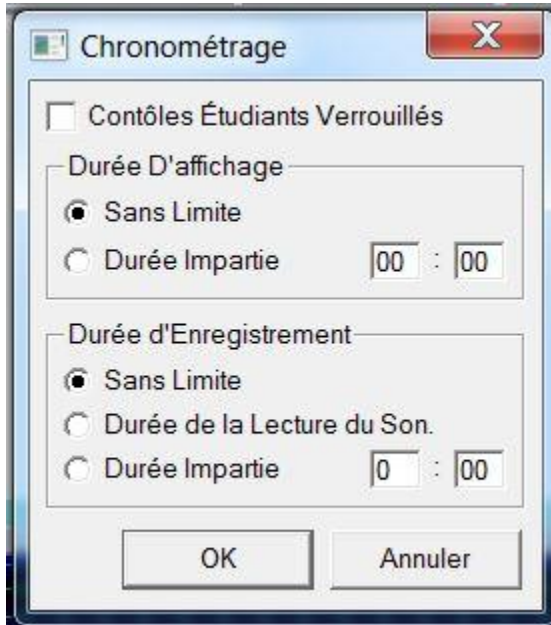 Chronométrage
Contôles Étudiants Verrouillés
Durée D'affichage
Sans Limite
Durée Impartie 00 : 00
Durée d'Enregistrement
Sans Limite
Durée de la Lecture du Son.
Durée Impartie 0 : 00
OK Annuler